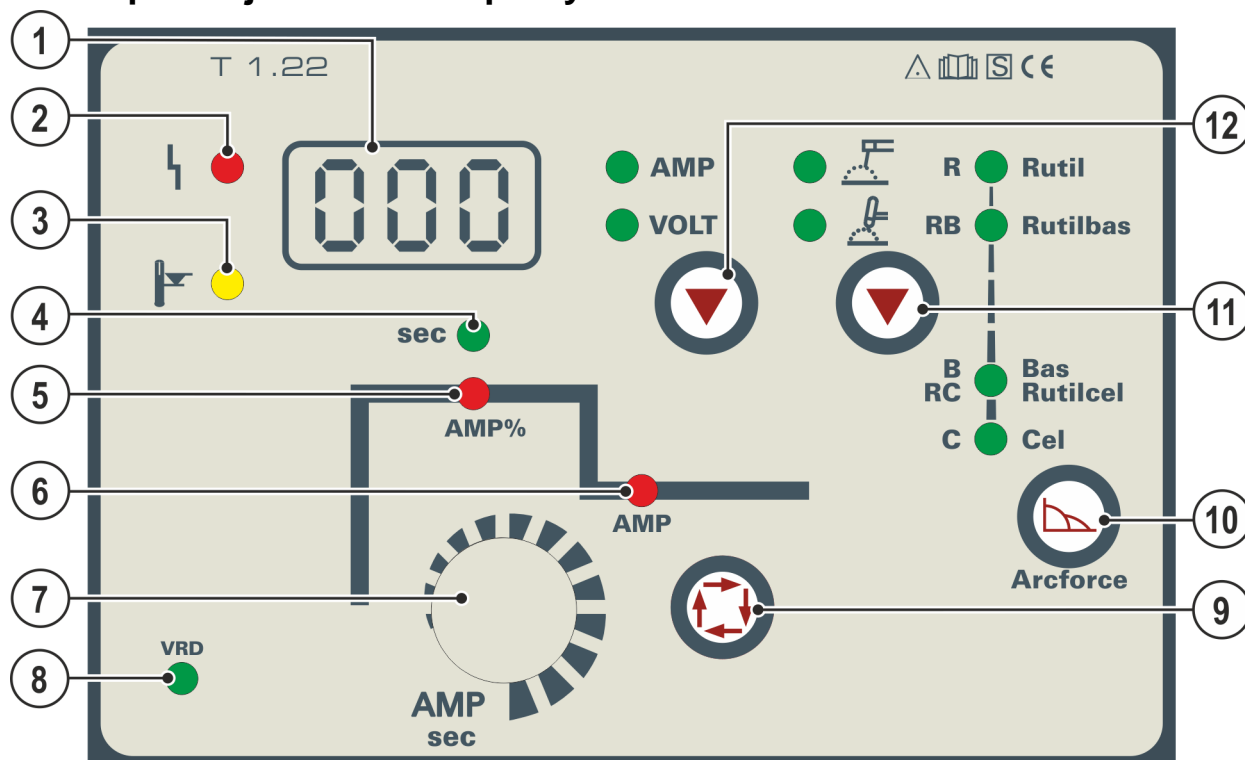 1
T 1.22
S CE
2
12
000
AMP
R Rutil
3
VOLT
RB Rutilbas
4
sec
11
5
AMP%
B Bas
RC Rutilcel
C Cel
6
AMP
10
Arcforce
7
9
VRD
8
AMP
sec